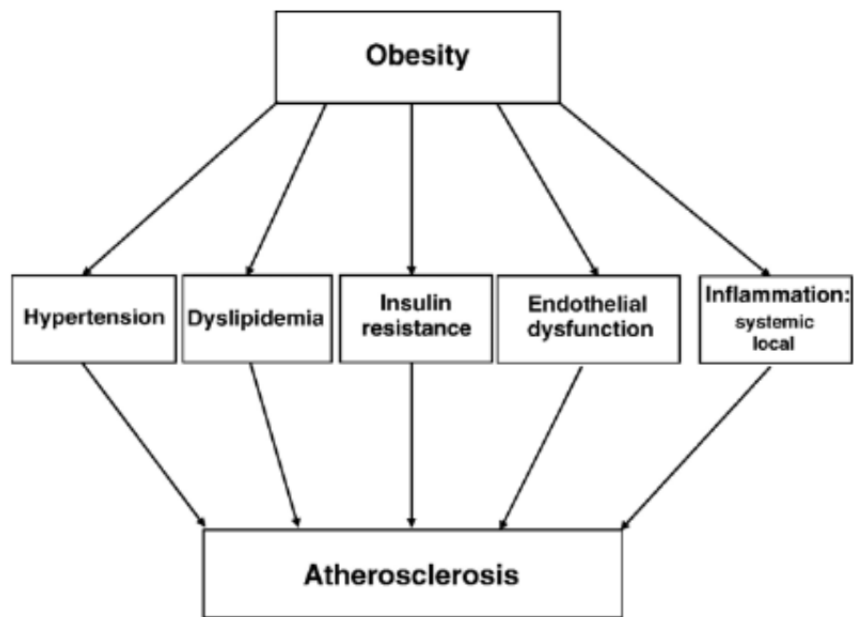 Obesity
Hypertension
Dyslipidemia
Insulin
resistance
Endothelial
dysfunction
Inflammation:
systemic
local
Atherosclerosis